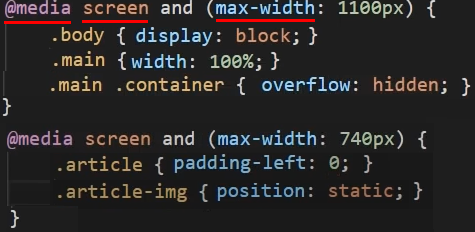 @media screen and (max-width: 1100px) {
.body { display: block; }
.main { width: 100%; }
.main .container { overflow: hidden; }
}
@media screen and (max-width: 740px) {
.article { padding-left: 0; }
.article-img { position: static; }
}